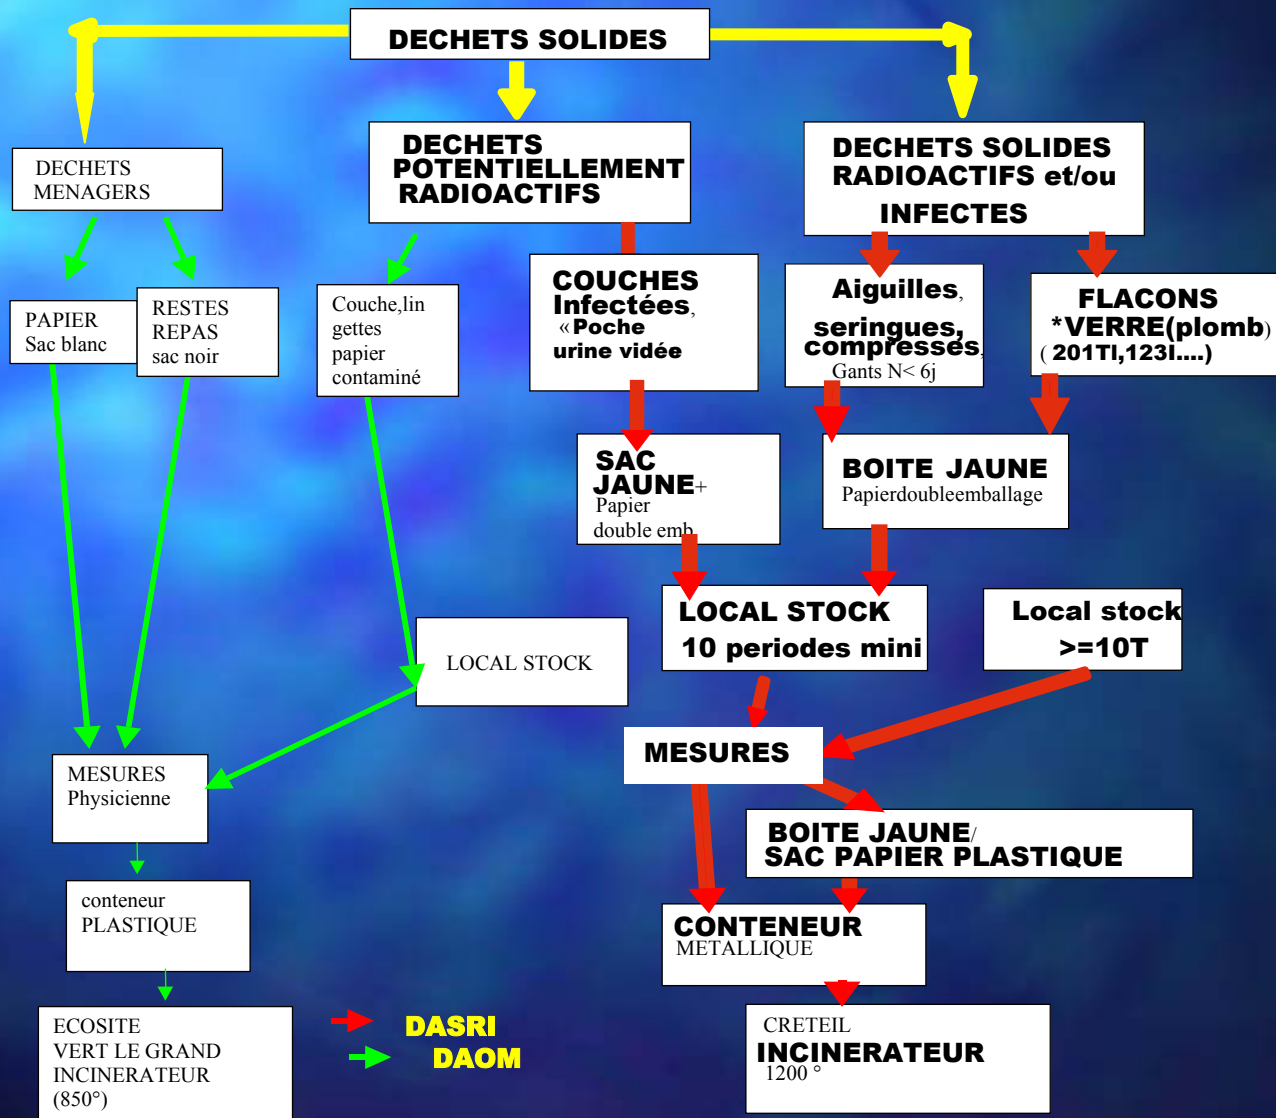 DECHETS SOLIDES
DECHETS
MENAGERS
DECHETS
POTENTIELLEMENT
RADIOACTIFS
DECHETS SOLIDES
RADIOACTIFS et/ou
INFECTES
PAPIER
Sac blanc
RESTES
REPAS
sac noir
Couche,lin
gettes
papier
contaminé
COUCHES
Infectées,
« Poche
urine vidée
Aiguilles,
seringues,
compresses,
Gants N< 6j
FLACONS
*VERRE(plomb)
( 201Tl,123I....)
SAC
JAUNE+
Papier
double emb
BOITE JAUNE
Papierdoubleemballage
LOCAL STOCK
10 periodes mini
Local stock
>=10T
LOCAL STOCK
MESURES
MESURES
Physicienne
BOITE JAUNE/
SAC PAPIER PLASTIQUE
conteneur
PLASTIQUE
CONTENEUR
METALLIQUE
ECOSITE
VERT LE GRAND
INCINERATEUR
(850°)
DASRI
DAOM
CRETEIL
INCINERATEUR
1200 °